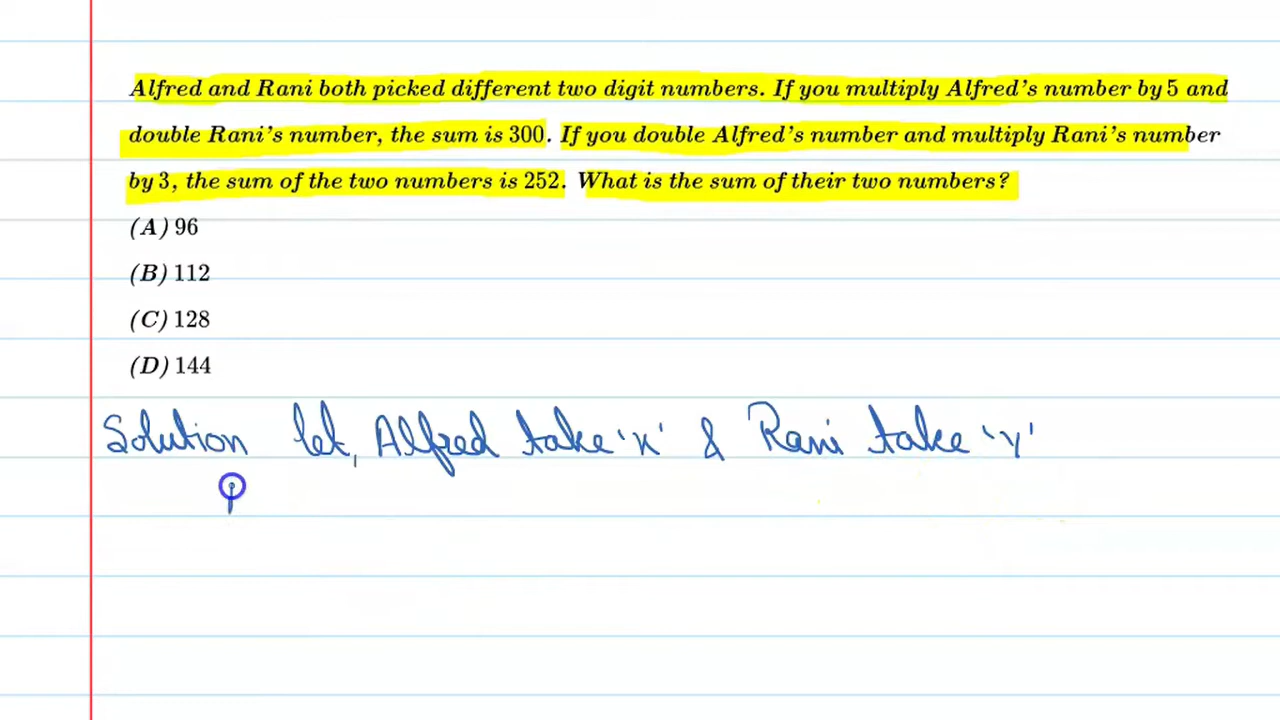 Alfred and Rani both picked different two digit numbers. If you multiply Alfred's number by 5 and
double Rani's number, the sum is 300. If you double Alfred's number and multiply Rani's number
by 3, the sum of the two numbers is 252. What is the sum of their two numbers?
(A) 96
(B) 112
(C) 128
(D) 144
Solution let, Alfred take 'x' & Rani take 'y'